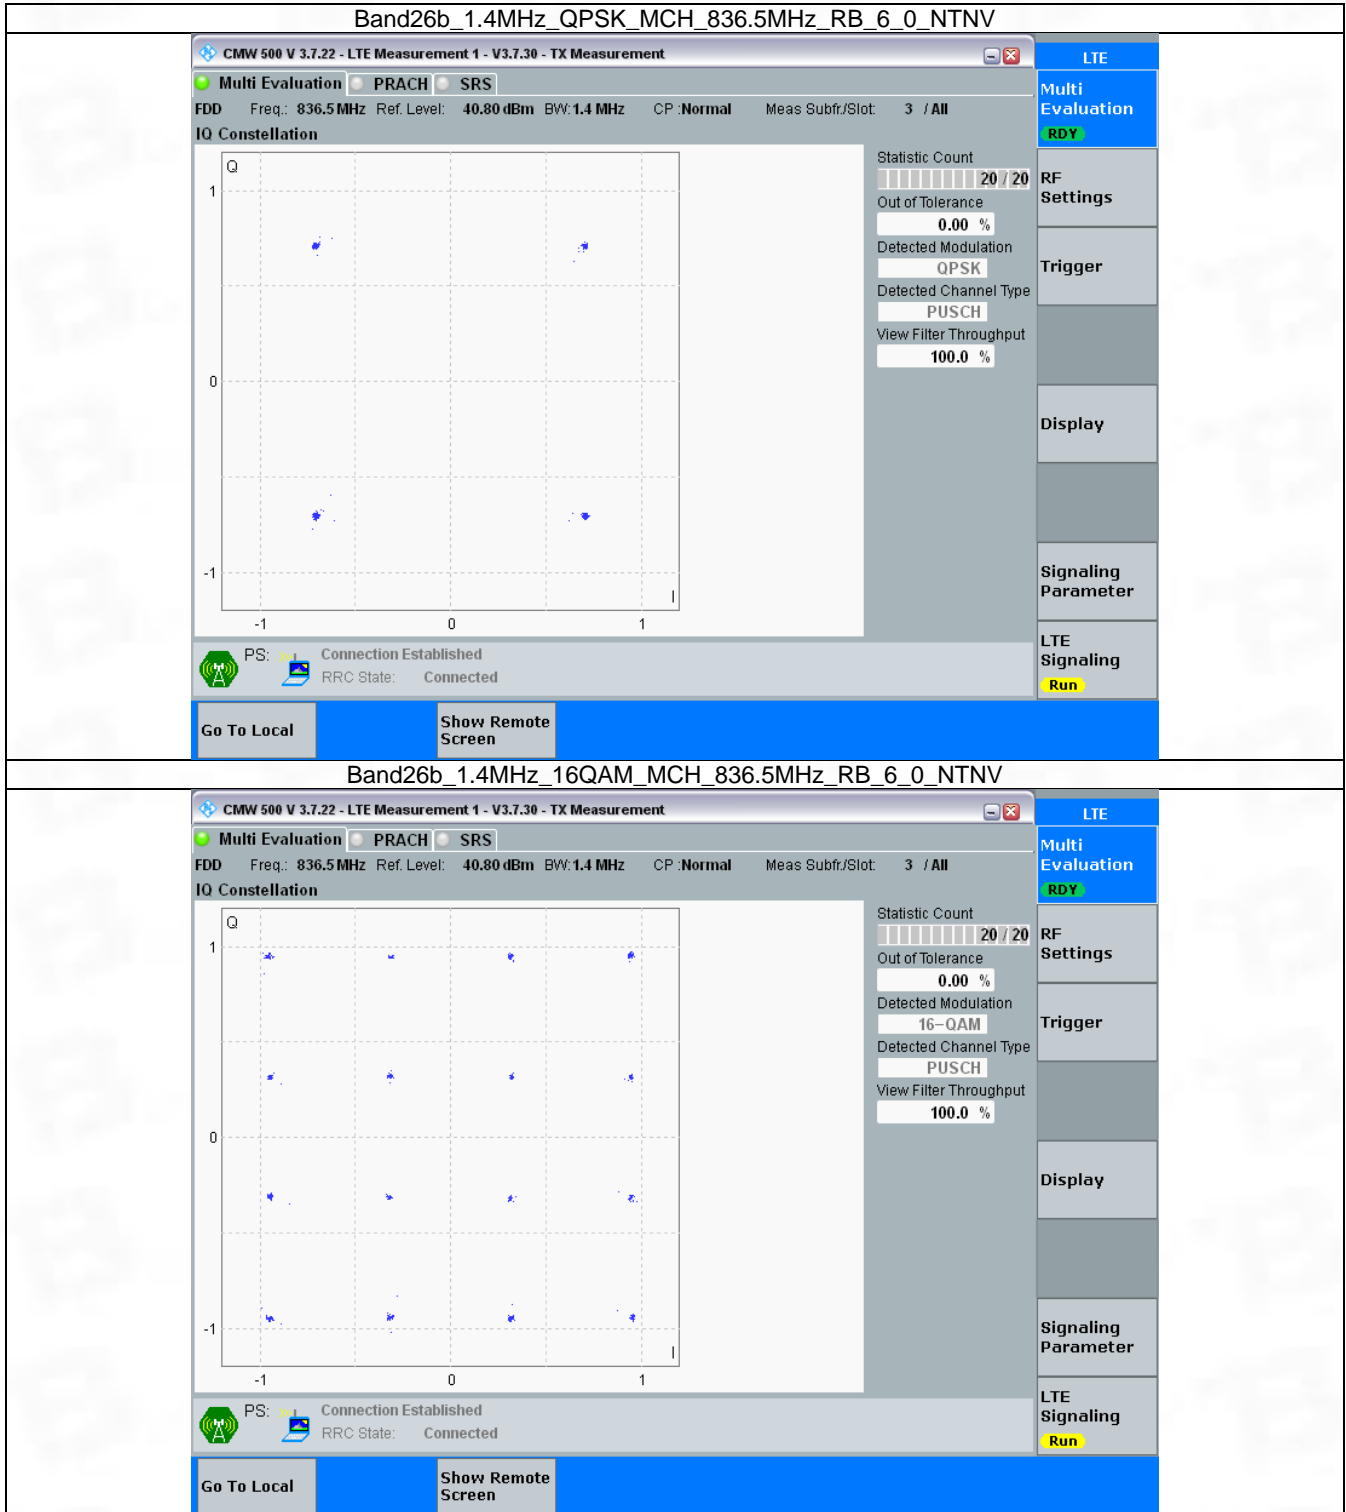 Band26b_1.4MHz_QPSK_MCH_836.5MHz_RB_6_0_NTNV
CMW 500 V 3.7.22 - LTE Measurement 1 - V3.7.30 - TX Measurement
LTE
Multi Evaluation PRACH SRS
Multi
Evaluation
RDY
FDD Freq.: 836.5 MHz Ref. Level: 40.80 dBm BW: 1.4 MHz CP : Normal Meas Subfr./Slot: 3 / All
IQ Constellation
Statistic Count
20 / 20
Out of Tolerance
0.00 %
Detected Modulation
QPSK
Detected Channel Type
PUSCH
View Filter Throughput
100.0 %
RF
Settings
Trigger
Display
Signaling
Parameter
LTE
Signaling
Run
Q
1
0
-1
I
-1 0 1
PS: Connection Established
RRC State: Connected
Go To Local
Show Remote
Screen
Band26b_1.4MHz_16QAM_MCH_836.5MHz_RB_6_0_NTNV
CMW 500 V 3.7.22 - LTE Measurement 1 - V3.7.30 - TX Measurement
LTE
Multi Evaluation PRACH SRS
Multi
Evaluation
RDY
FDD Freq.: 836.5 MHz Ref. Level: 40.80 dBm BW: 1.4 MHz CP : Normal Meas Subfr./Slot: 3 / All
IQ Constellation
Statistic Count
20 / 20
Out of Tolerance
0.00 %
Detected Modulation
16-QAM
Detected Channel Type
PUSCH
View Filter Throughput
100.0 %
RF
Settings
Trigger
Display
Signaling
Parameter
LTE
Signaling
Run
Q
1
0
-1
I
-1 0 1
PS: Connection Established
RRC State: Connected
Go To Local
Show Remote
Screen